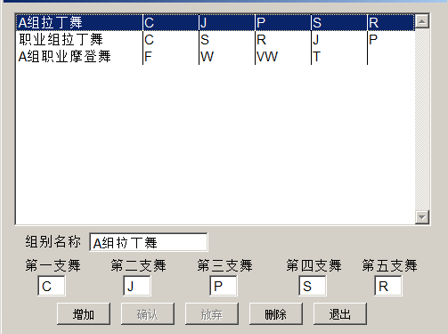 A组拉丁舞 C J P S R
职业组拉丁舞 C S R J P
A组职业摩登舞 F W VW T
组别名称 A组拉丁舞
第一支舞 第二支舞 第三支舞 第四支舞 第五支舞
C J P S R
增加 确认 放弃 删除 退出